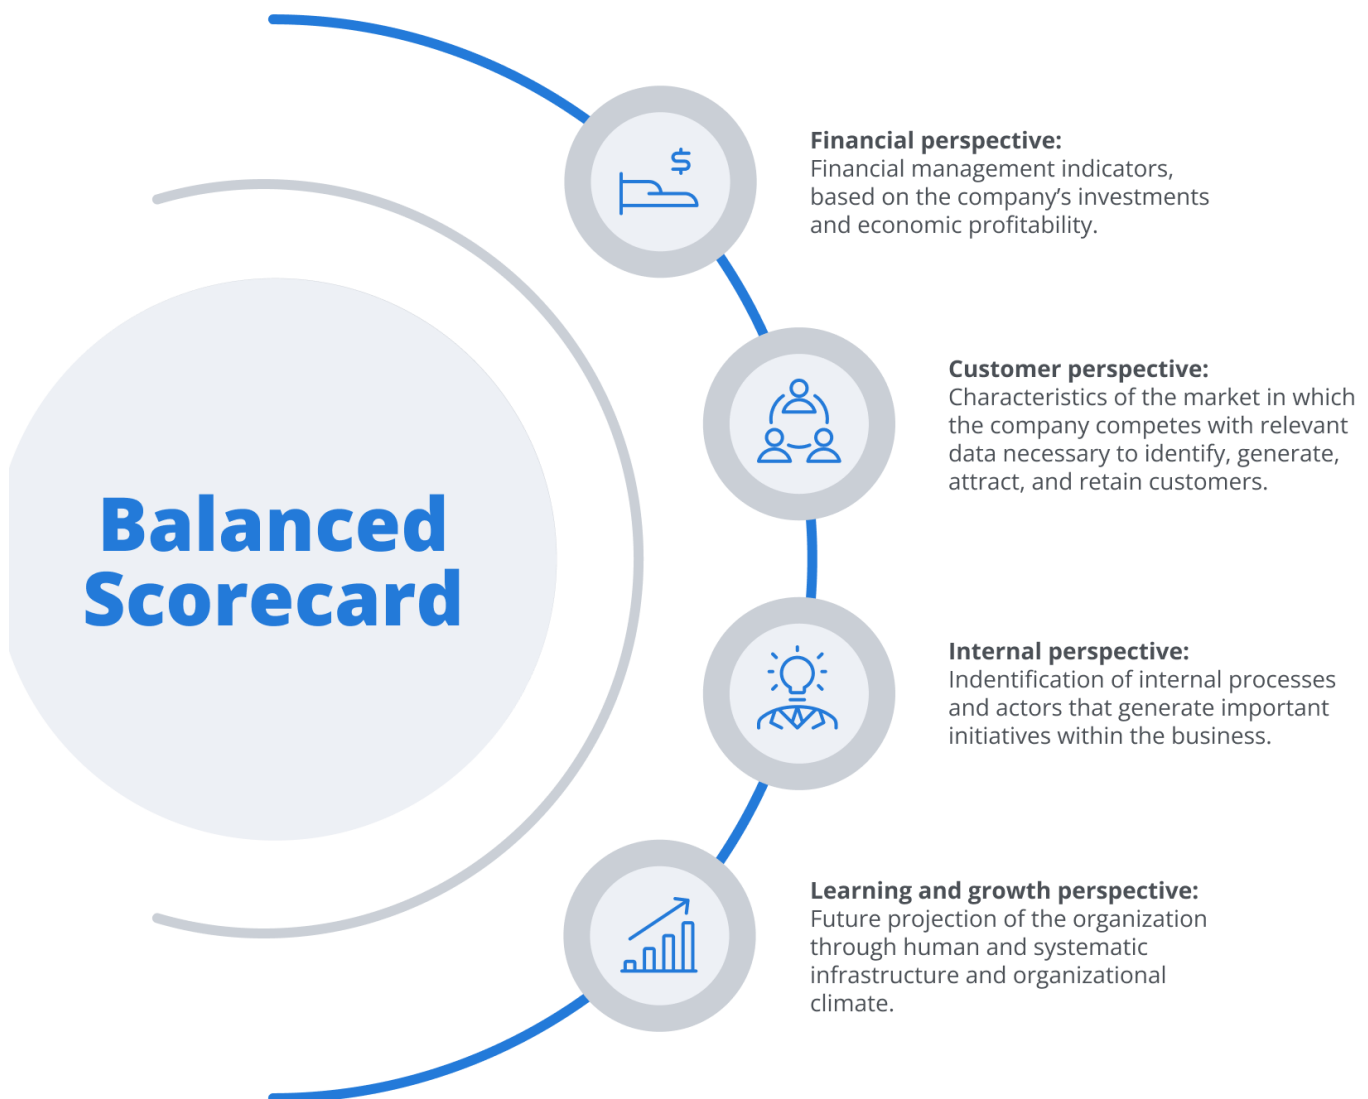 Balanced
Scorecard
Financial perspective:
Financial management indicators,
based on the company’s investments
and economic profitability.
Customer perspective:
Characteristics of the market in which
the company competes with relevant
data necessary to identify, generate,
attract, and retain customers.
Internal perspective:
Indentification of internal processes
and actors that generate important
initiatives within the business.
Learning and growth perspective:
Future projection of the organization
through human and systematic
infrastructure and organizational
climate.
$